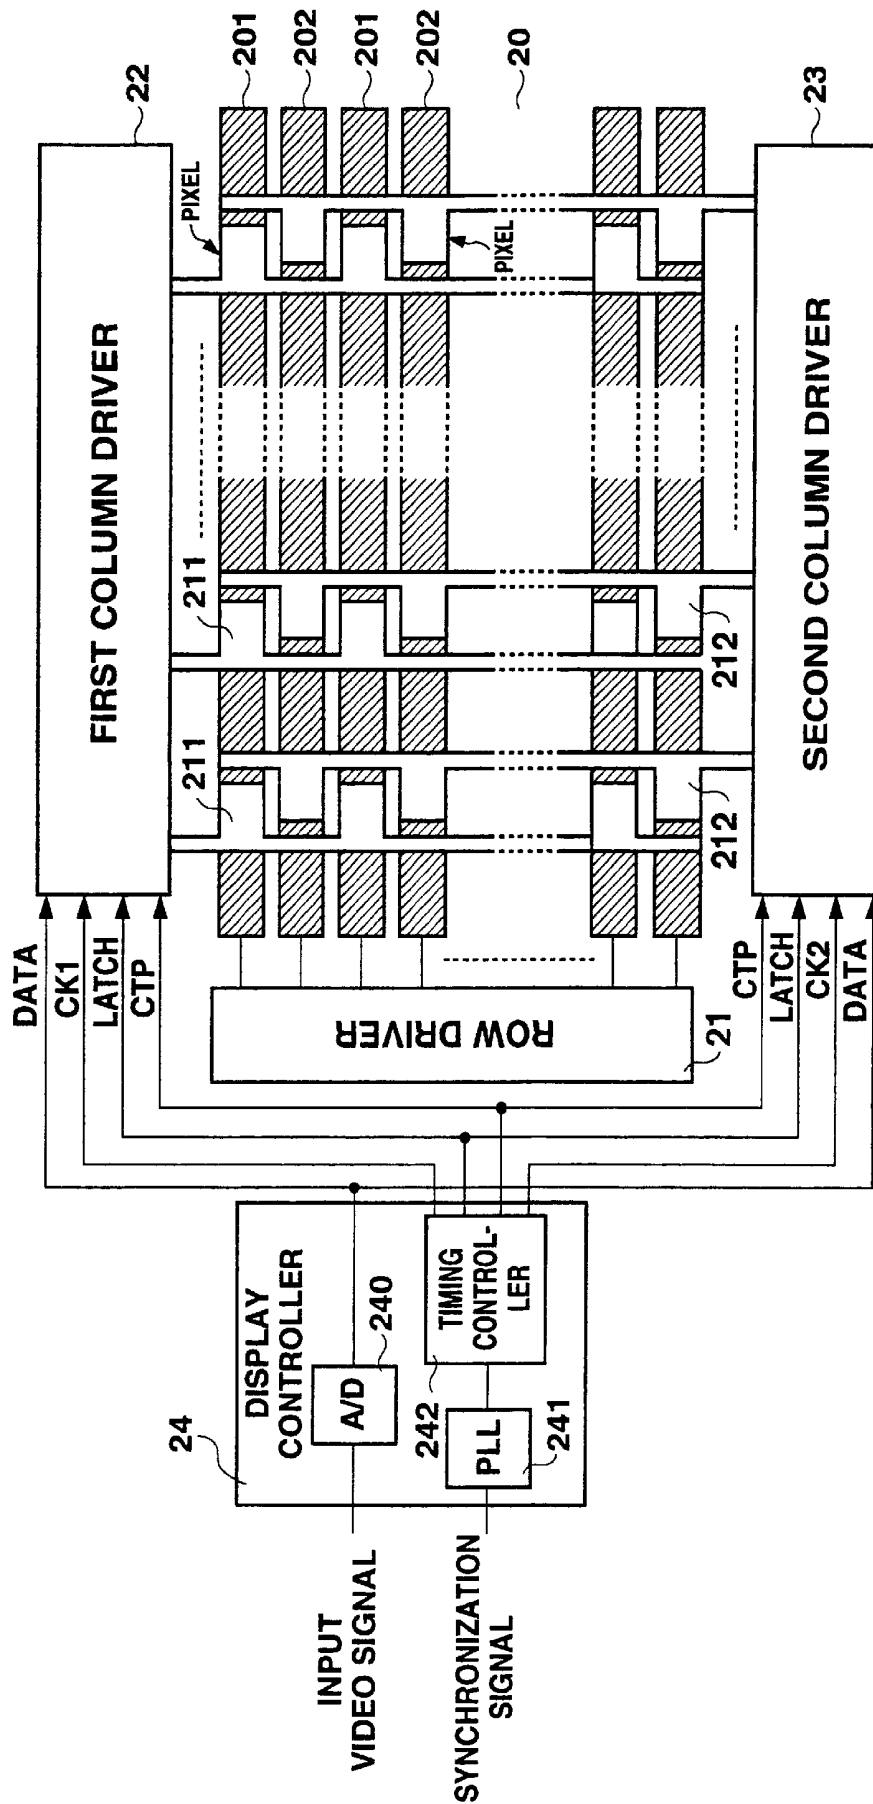 22
FIRST COLUMN DRIVER
201
202
201
202
20
PIXEL
PIXEL
211
211
212
212
23
SECOND COLUMN DRIVER
DATA
CK1
LATCH
CTP
ROW DRIVER
21
CTP
LATCH
CK2
DATA
24
DISPLAY
CONTROLLER
A/D
240
TIMING
CONTROL-
LER
242
PLL
241
INPUT
VIDEO SIGNAL
SYNCHRONIZATION
SIGNAL